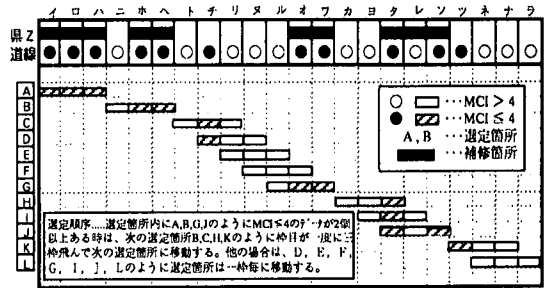 イ ロ ハ ニ ホ ヘ ト チ リ ヌ ル オ ワ カ ヨ タ レ ソ ツ ネ ナ ラ
県Z
道線
A
B
C
D
E
F
G
H
I
J
K
L
○ □ …MCI > 4
● …MCI ≤ 4
A , B …選定箇所
…補修箇所
選定順序.....選定箇所内にA,B,G,JのようにMCI≤4のデータが2個
以上ある時は、次の選定箇所B,C,H,Kのように枠目が一度に三
枠飛んで次の選定箇所に移動する。他の場合は、D, E, F,
G, I, J, Lのように選定箇所は一枠毎に移動する。